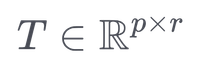 T ∈ ℝ^{p×r}